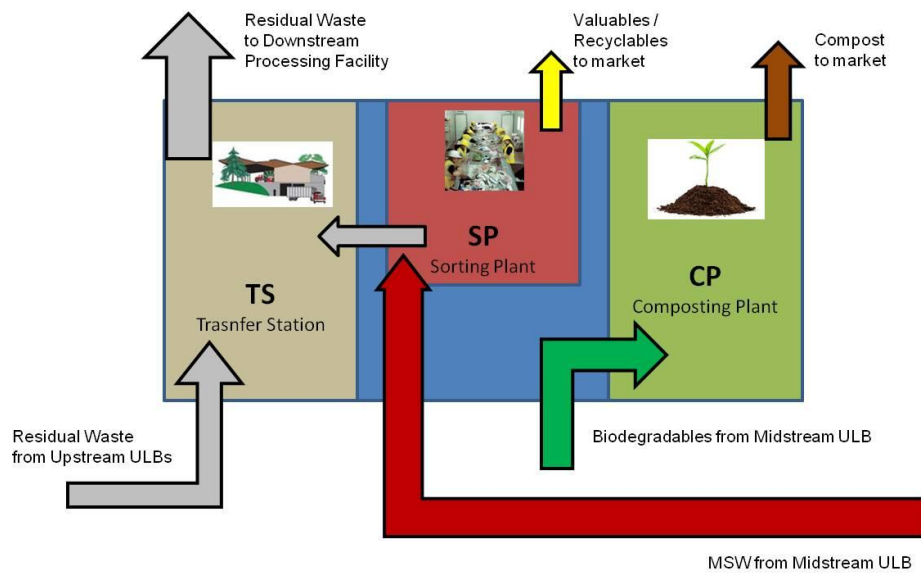 Residual Waste
to Downstream
Processing Facility
Valuables /
Recyclables
to market
Compost
to market
SP
Sorting Plant
TS
Trasnfer Station
CP
Composting Plant
Residual Waste
from Upstream ULBs
Biodegradables from Midstream ULB
MSW from Midstream ULB